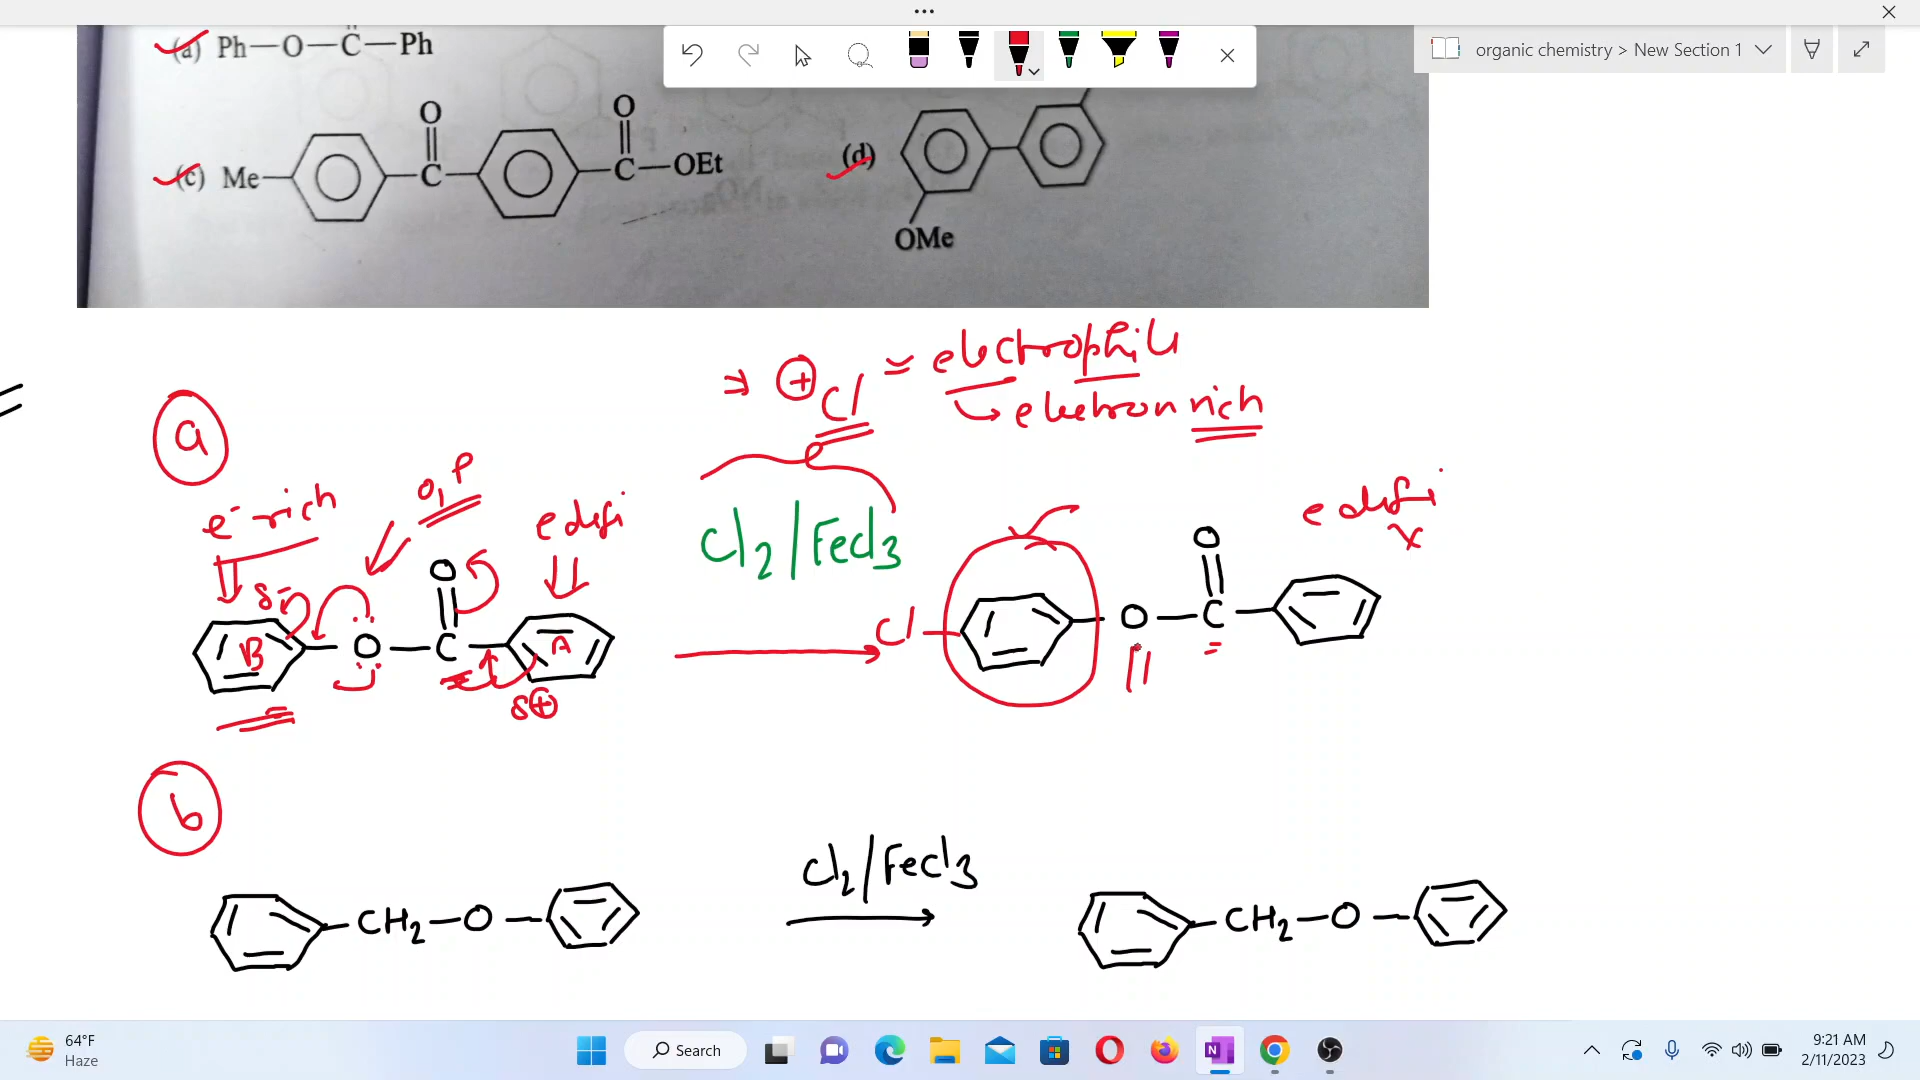 (a) Ph—O—C—Ph
organic chemistry > New Section 1
O
O
(c) Me
C
C—OEt
(d)
OMe
⇒ ⊕Cl = electrophile
electron rich
a
e⁻ rich
o, p
e defi
Cl₂/FeCl₃
e defi
x
δ⁻
O
O
B
O
C
A
δ⊕
Cl
O
C
b
Cl₂/FeCl₃
CH₂—O
CH₂—O
64°F
Haze
Search
9:21 AM
2/11/2023